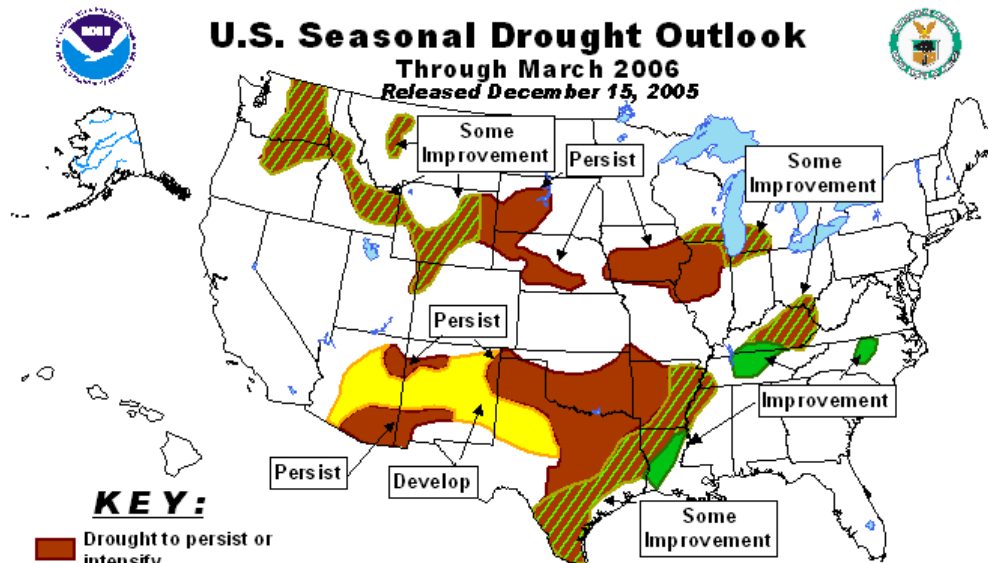 U.S. Seasonal Drought Outlook
Through March 2006
Released December 15, 2005
Some
Improvement
Persist
Some
Improvement
Persist
Improvement
Persist
Develop
Some
Improvement
KEY:
Drought to persist or
intensify